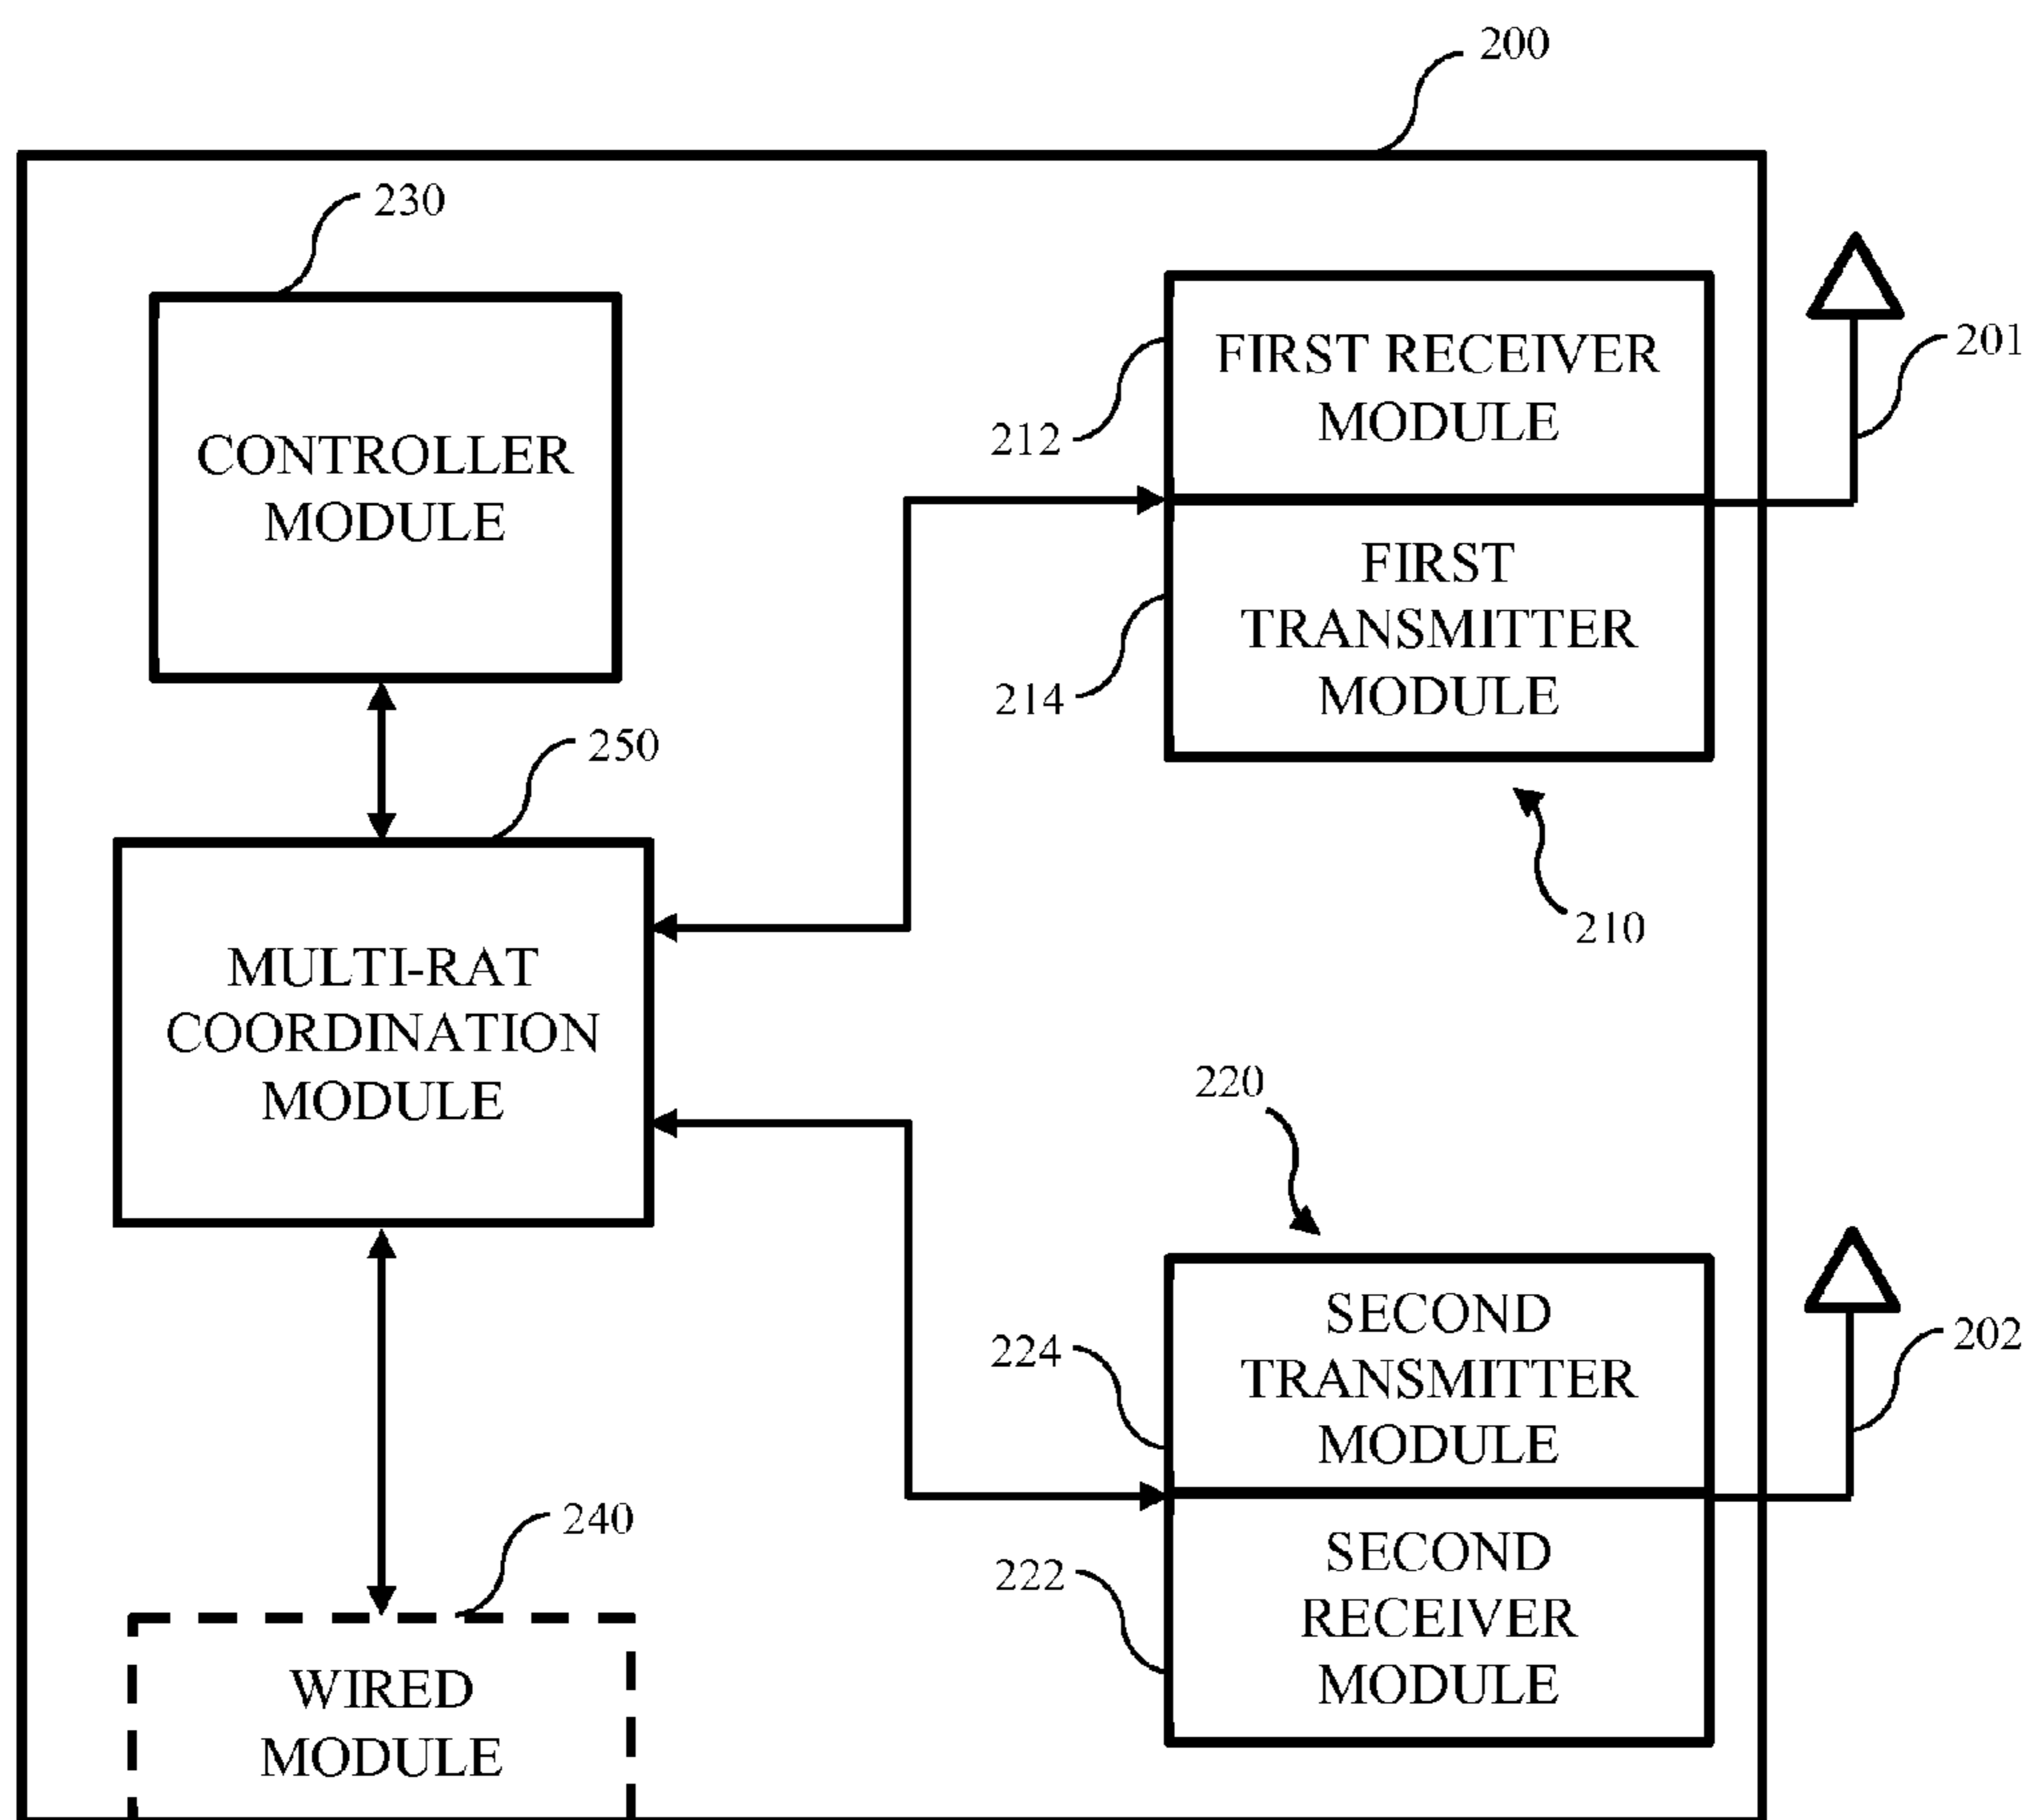 200
230
CONTROLLER
MODULE
212
FIRST RECEIVER
MODULE
201
214
FIRST
TRANSMITTER
MODULE
210
250
MULTI-RAT
COORDINATION
MODULE
220
224
SECOND
TRANSMITTER
MODULE
202
222
SECOND
RECEIVER
MODULE
240
WIRED
MODULE